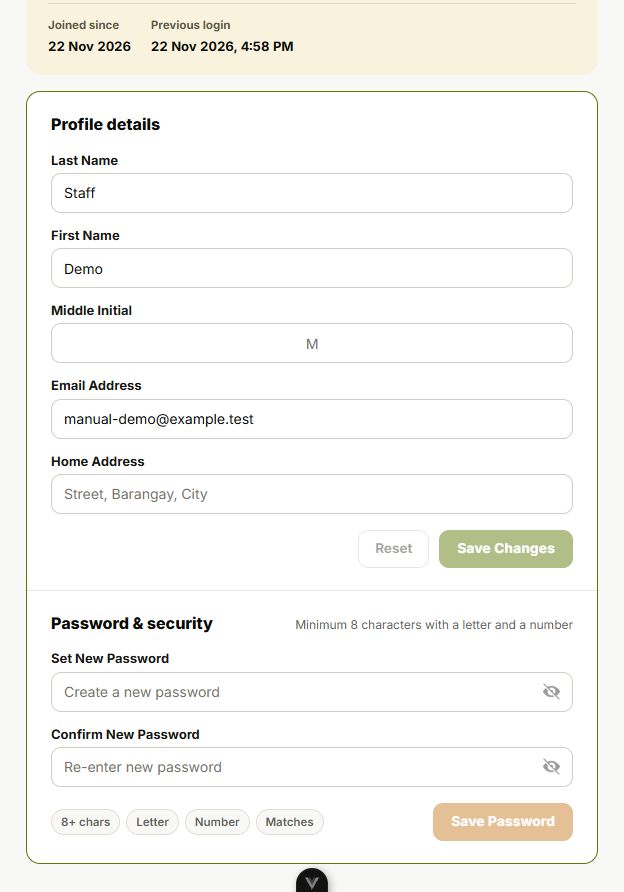 Joined since Previous login
22 Nov 2026 22 Nov 2026, 4:58 PM
Profile details
Last Name
Staff
First Name
Demo
Middle Initial
M
Email Address
manual-demo@example.test
Home Address
Street, Barangay, City
Reset Save Changes
Password & security Minimum 8 characters with a letter and a number
Set New Password
Create a new password
Confirm New Password
Re-enter new password
8+ chars Letter Number Matches Save Password